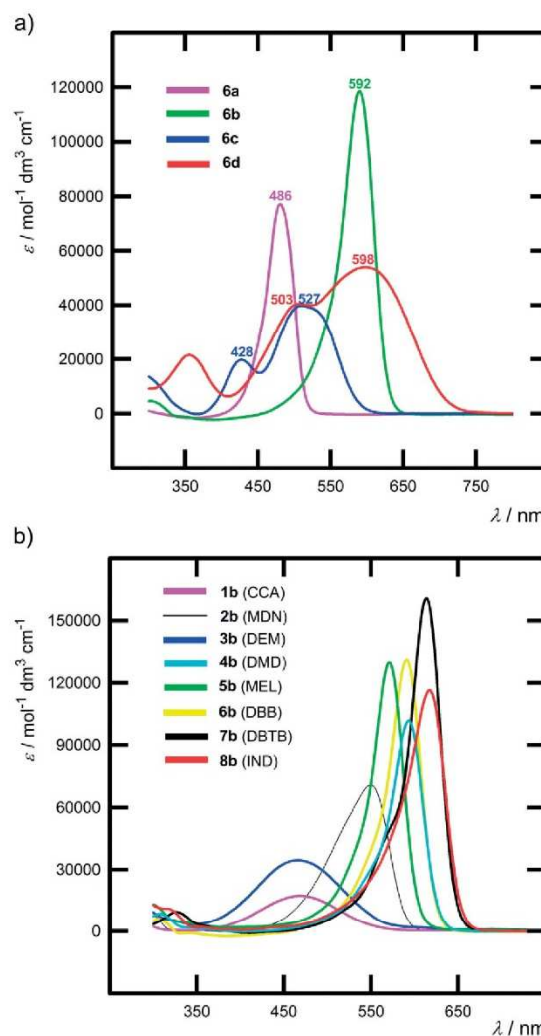 a)
ε / mol⁻¹ dm³ cm⁻¹
120000
100000
80000
60000
40000
20000
0
6a
6b
6c
6d
592
486
598
503
527
428
350 450 550 650 750
λ / nm
b)
ε / mol⁻¹ dm³ cm⁻¹
150000
120000
90000
60000
30000
0
1b (CCA)
2b (MDN)
3b (DEM)
4b (DMD)
5b (MEL)
6b (DBB)
7b (DBTB)
8b (IND)
350 450 550 650
λ / nm